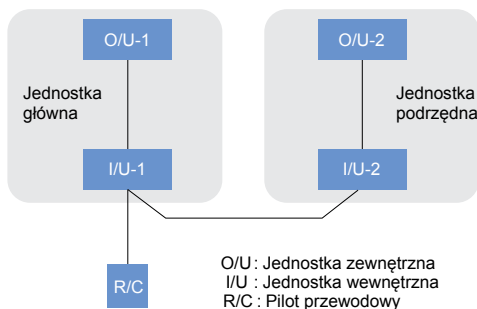 O/U-1
O/U-2
Jednostka
główna
Jednostka
podrzędna
I/U-1
I/U-2
R/C
O/U : Jednostka zewnętrzna
I/U : Jednostka wewnętrzna
R/C : Pilot przewodowy